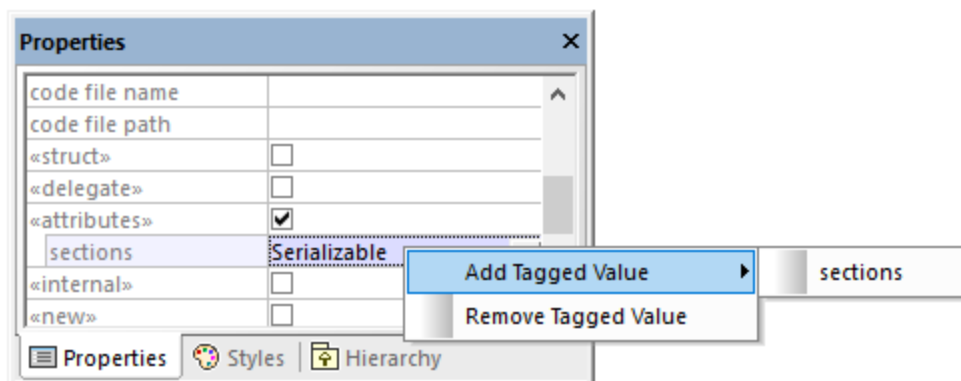 Properties
code file name
code file path
«struct»
«delegate»
«attributes»
sections Serializable
«internal»
«new»
Add Tagged Value sections
Remove Tagged Value
Properties Styles Hierarchy